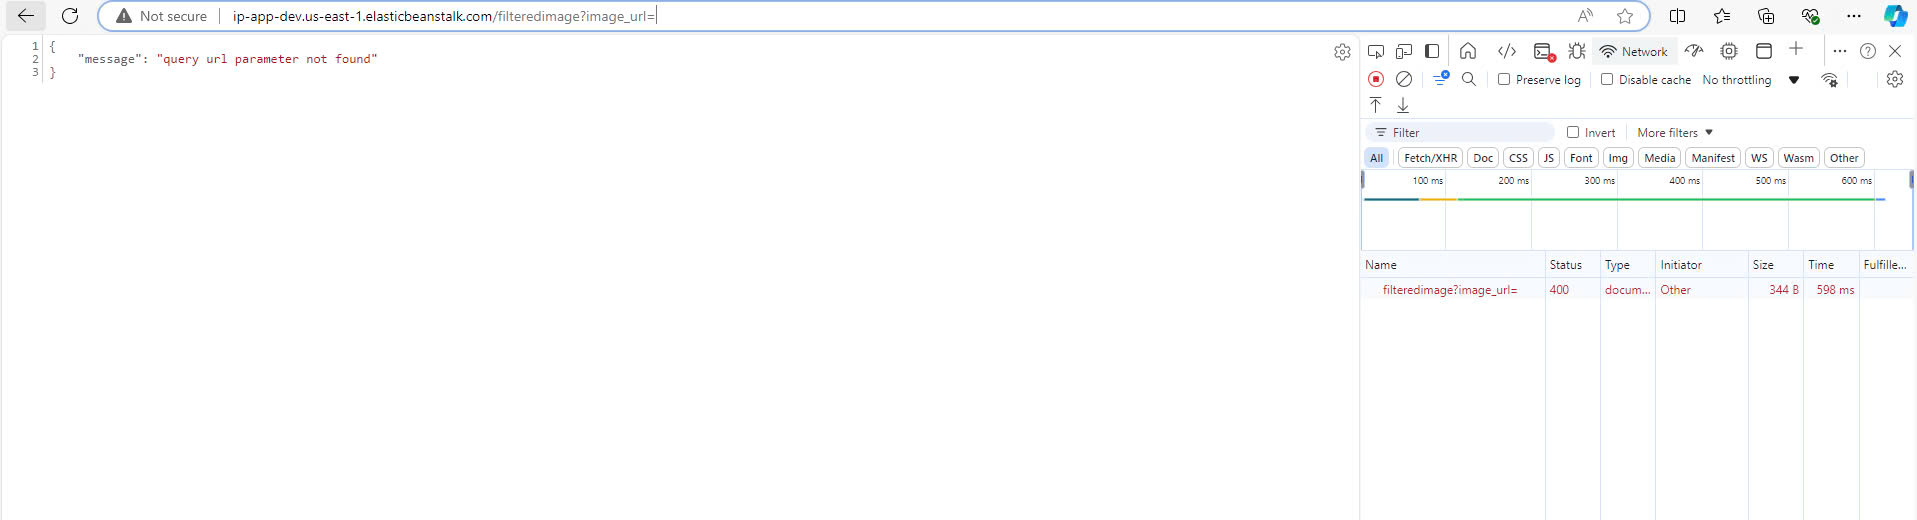 Not secure ip-app-dev.us-east-1.elasticbeanstalk.com/filteredimage?image_url=
1 {
2 "message": "query url parameter not found"
3 }
Network
Preserve log Disable cache No throttling
Filter Invert More filters
All Fetch/XHR Doc CSS JS Font Img Media Manifest WS Wasm Other
100 ms 200 ms 300 ms 400 ms 500 ms 600 ms
Name Status Type Initiator Size Time Fulfille...
filteredimage?image_url= 400 docum... Other 344 B 598 ms